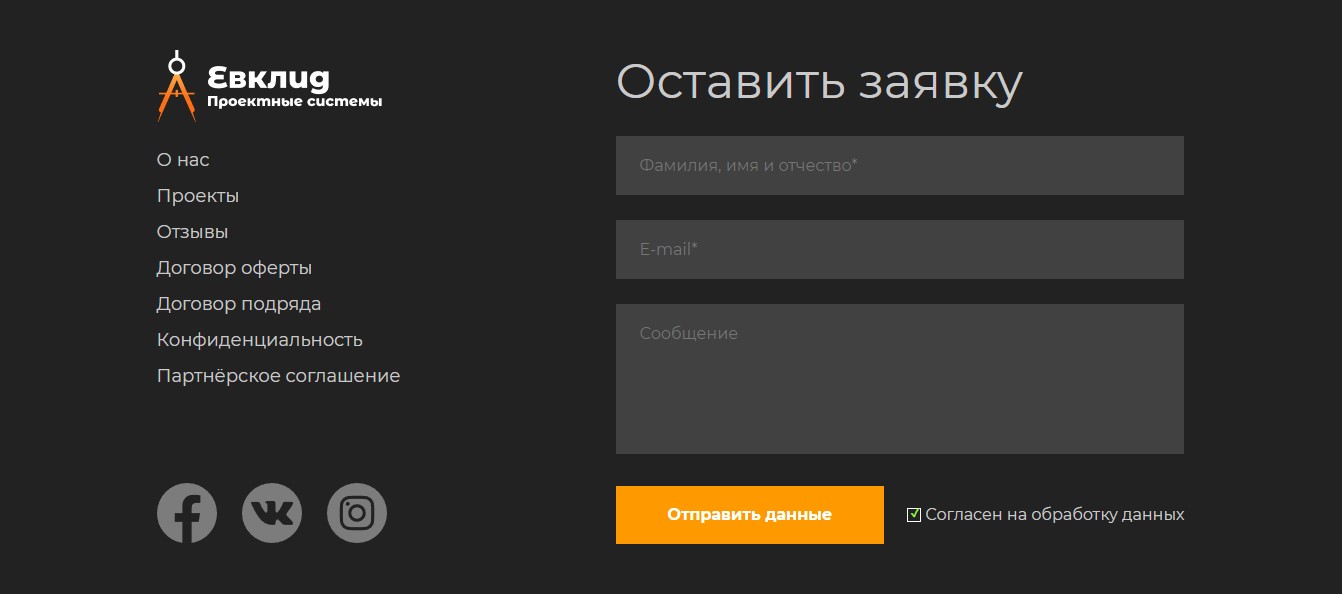 Евклид
Проектные системы
О нас
Проекты
Отзывы
Договор оферты
Договор подряда
Конфиденциальность
Партнёрское соглашение
Оставить заявку
Фамилия, имя и отчество*
E-mail*
Сообщение
Отправить данные
Согласен на обработку данных